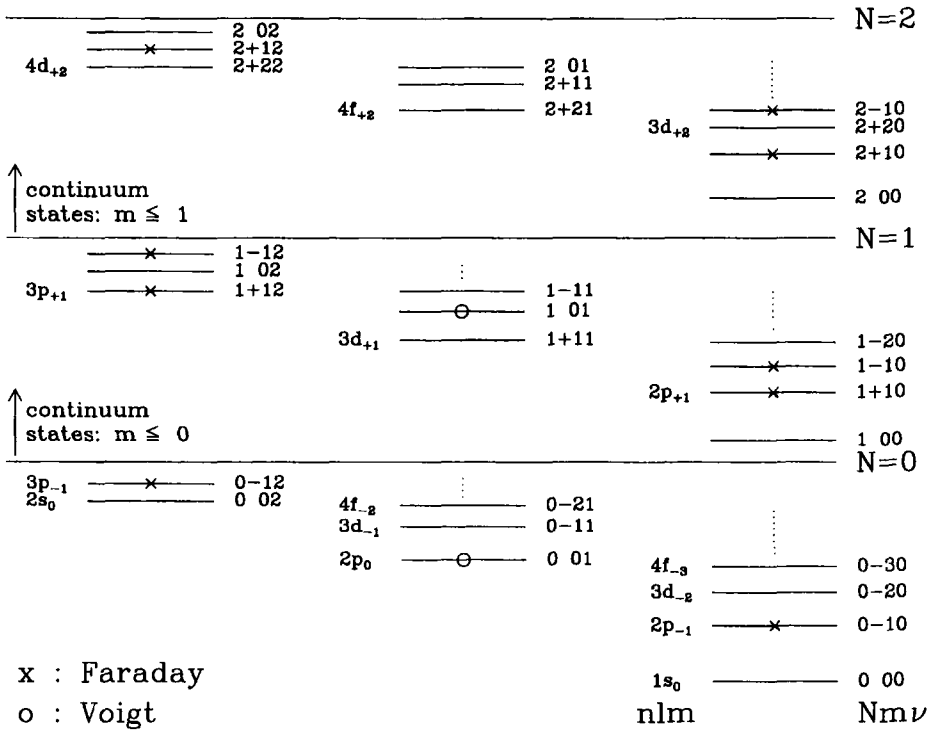 N=2
2 02
2+12
4d₊₂ 2+22
2 01
2+11
4f₊₂ 2+21
2−10
3d₊₂ 2+20
2+10
2 00
continuum
states: m ≦ 1
N=1
1−12
1 02
3p₊₁ 1+12
1−11
1 01
3d₊₁ 1+11
1−20
1−10
2p₊₁ 1+10
1 00
continuum
states: m ≦ 0
N=0
3p₋₁ 0−12
2s₀ 0 02
4f₋₂ 0−21
3d₋₁ 0−11
2p₀ 0 01
4f₋₃ 0−30
3d₋₂ 0−20
2p₋₁ 0−10
1s₀ 0 00
x : Faraday
o : Voigt
nlm Nmν